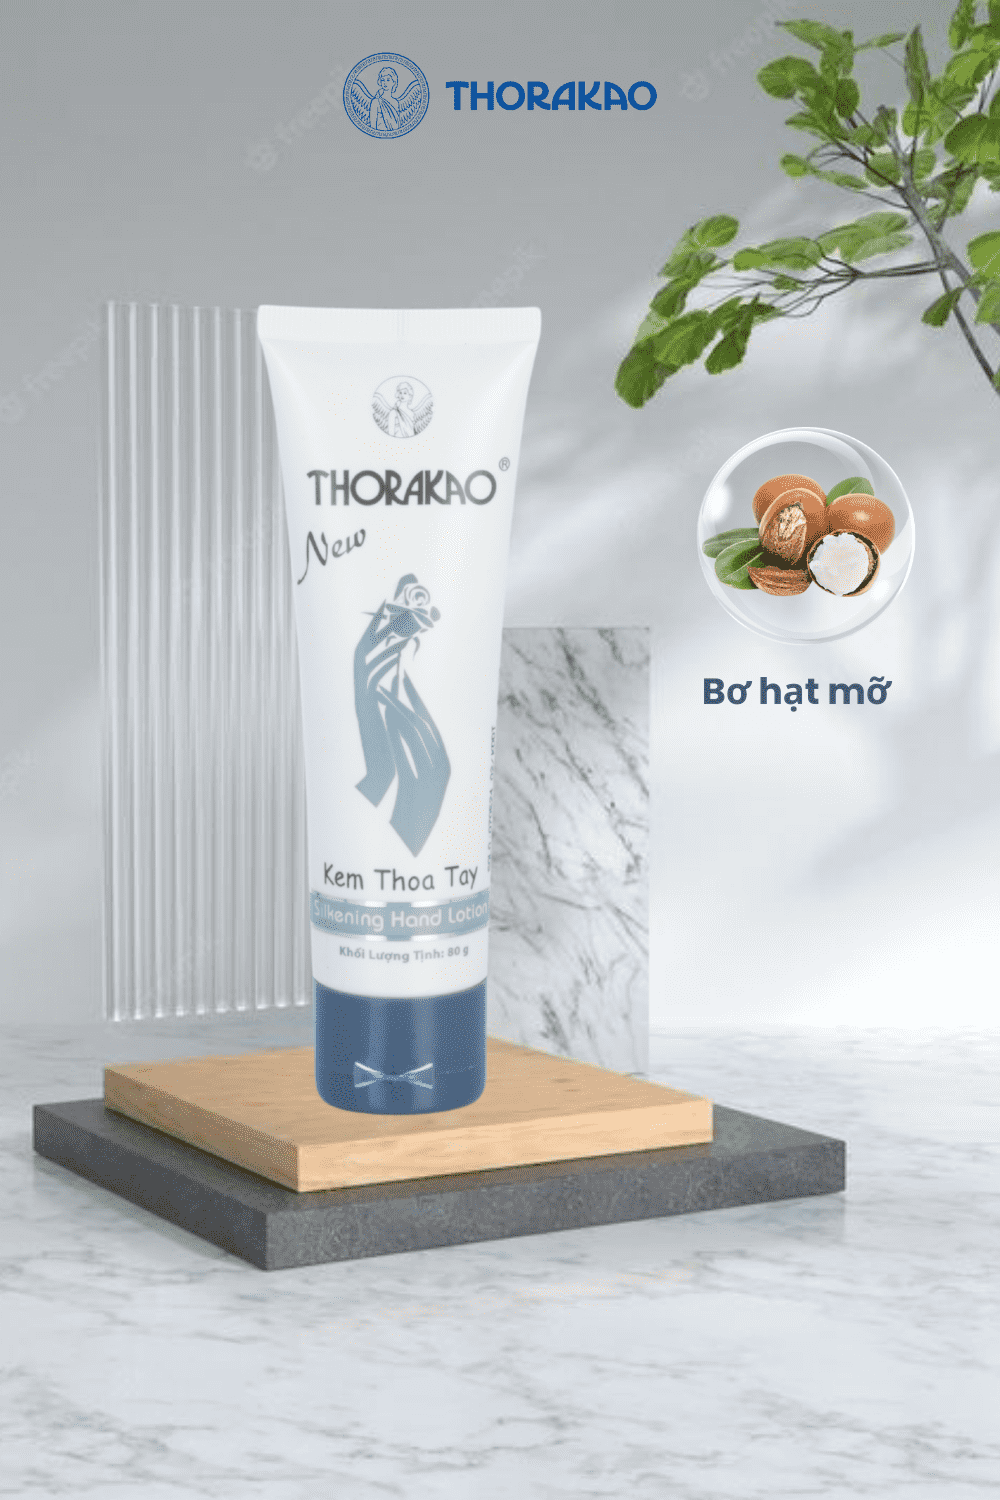 THORAKAO
THORAKAO®
New
Kem Thoa Tay
Silkening Hand Lotion
Khối Lượng Tịnh: 80 g
Bơ hạt mỡ